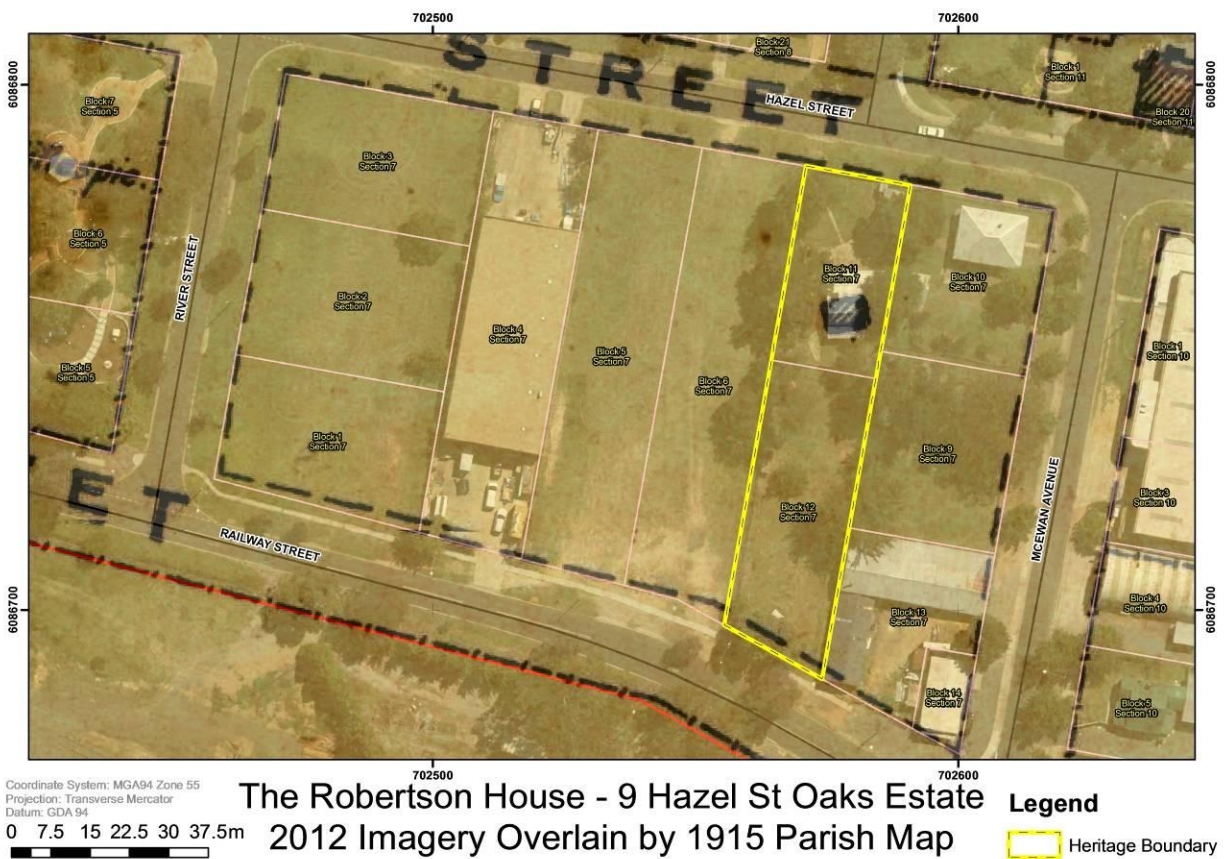 702500
702600
6086800
6086800
STREET
HAZEL STREET
Block 21
Section 8
Block 1
Section 11
Block 20
Section 11
Block 7
Section 5
Block 3
Section 7
Block 6
Section 5
RIVER STREET
Block 11
Section 7
Block 10
Section 7
Block 2
Section 7
Block 4
Section 7
Block 5
Section 7
Block 1
Section 10
Block 5
Section 5
Block 6
Section 7
Block 1
Section 7
Block 9
Section 7
MCEWAN AVENUE
Block 3
Section 10
Block 12
Section 7
ET
RAILWAY STREET
6086700
6086700
Block 4
Section 10
Block 13
Section 7
Block 14
Section 7
Block 5
Section 10
702500
702600
Coordinate System: MGA94 Zone 55
Projection: Transverse Mercator
Datum: GDA 94
0 7.5 15 22.5 30 37.5m
The Robertson House - 9 Hazel St Oaks Estate
2012 Imagery Overlain by 1915 Parish Map
Legend
Heritage Boundary